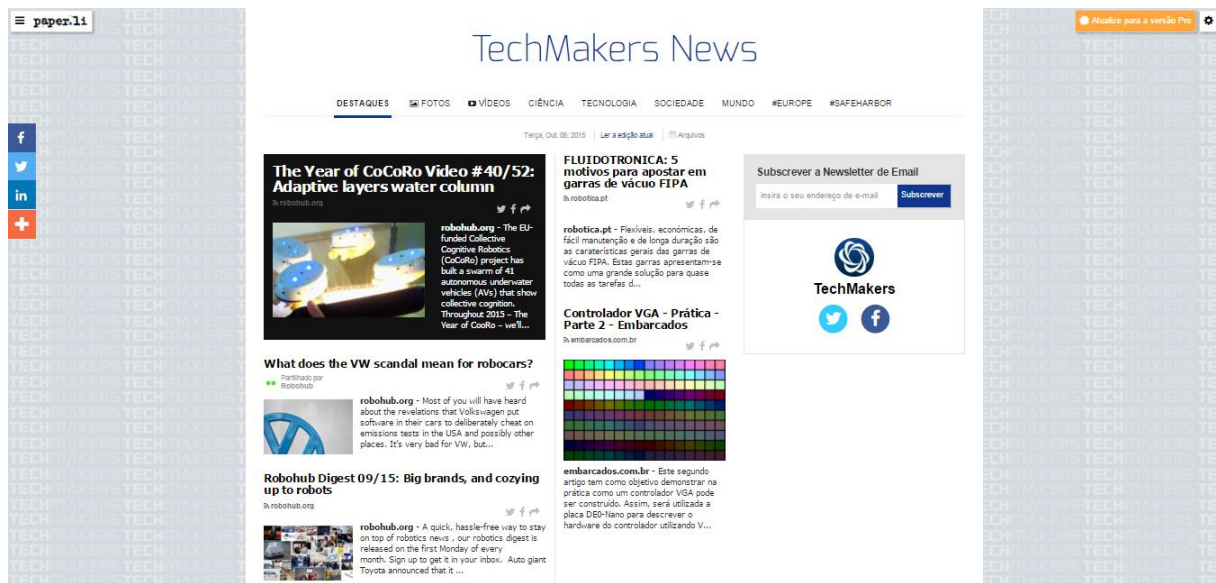 paper.li
Atualize para a versão Pro
TechMakers News
DESTAQUES FOTOS VÍDEOS CIÊNCIA TECNOLOGIA SOCIEDADE MUNDO #EUROPE #SAFEHARBOR
Terça, Out. 06, 2015 Ler a edição atual Arquivos
The Year of CoCoRo Video #40/52:
Adaptive layers water column
robohub.org
robohub.org - The EU-
funded Collective
Cognitive Robotics
(CoCoRo) project has
built a swarm of 41
autonomous underwater
vehicles (AVs) that show
collective cognition.
Throughout 2015 – The
Year of CooRo – we'll...
What does the VW scandal mean for robocars?
Partilhado por
Robohub
robohub.org - Most of you will have heard
about the revelations that Volkswagen put
software in their cars to deliberately cheat on
emissions tests in the USA and possibly other
places. It's very bad for VW, but...
Robohub Digest 09/15: Big brands, and cozying
up to robots
robohub.org
robohub.org - A quick, hassle-free way to stay
on top of robotics news , our robotics digest is
released on the first Monday of every
month. Sign up to get it in your inbox. Auto giant
Toyota announced that it ...
FLUIDOTRONICA: 5
motivos para apostar em
garras de vácuo FIPA
robotica.pt
robotica.pt - Flexíveis, económicas, de
fácil manutenção e de longa duração são
as caraterísticas gerais das garras de
vácuo FIPA. Estas garras apresentam-se
como uma grande solução para quase
todas as tarefas d...
Controlador VGA - Prática -
Parte 2 - Embarcados
embarcados.com.br
embarcados.com.br - Este segundo
artigo tem como objetivo demonstrar na
prática como um controlador VGA pode
ser construído. Assim, será utilizada a
placa DE0-Nano para descrever o
hardware do controlador utilizando V...
Subscrever a Newsletter de Email
insira o seu endereço de e-mail Subscrever
TechMakers